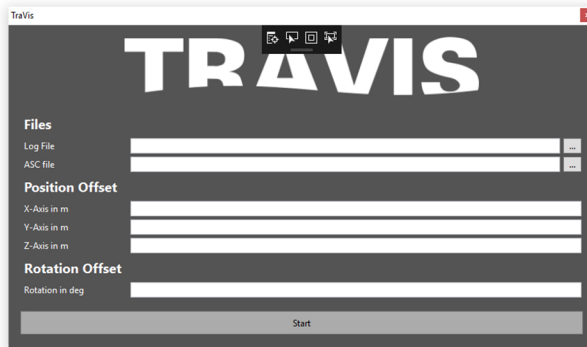 TraVis
TRAVIS
Files
Log File
...
ASC file
...
Position Offset
X-Axis in m
Y-Axis in m
Z-Axis in m
Rotation Offset
Rotation in deg
Start